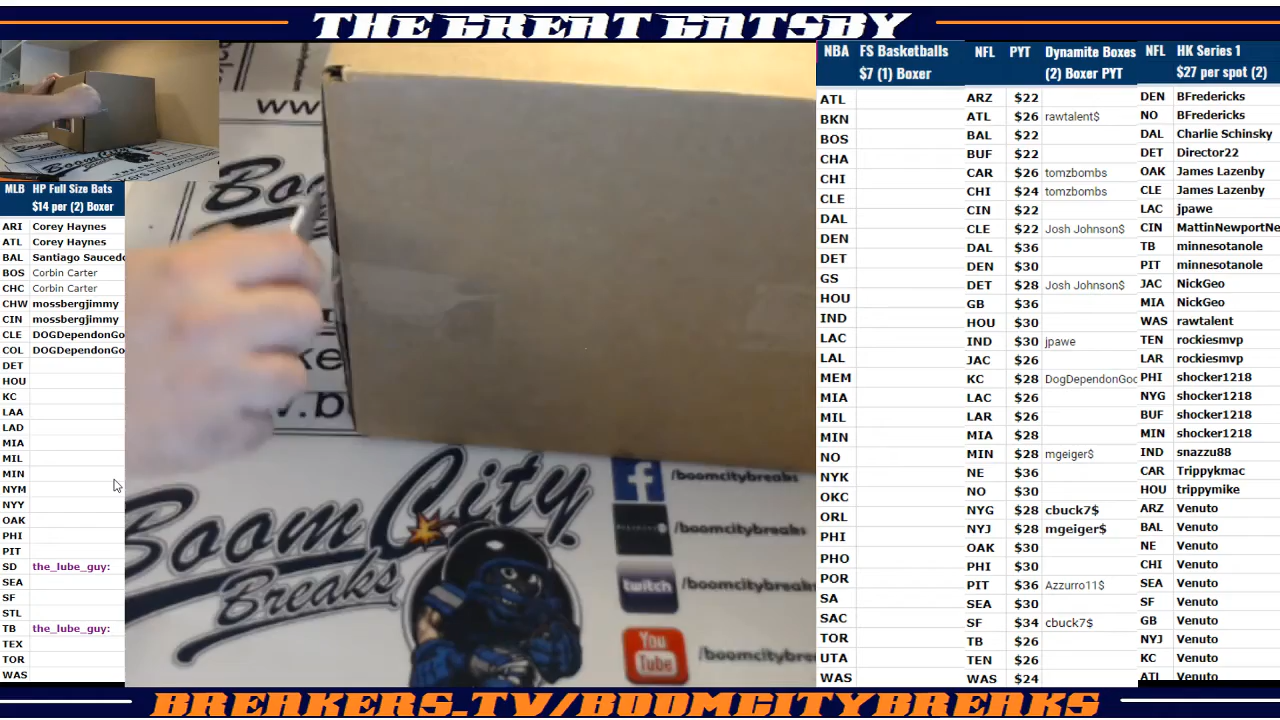 THE GREAT GATSBY
MLB HP Full Size Bats
$14 per (2) Boxer
ARI Corey Haynes
ATL Corey Haynes
BAL Santiago Saucedo
BOS Corbin Carter
CHC Corbin Carter
CHW mossbergjimmy
CIN mossbergjimmy
CLE DOGDependonGo
COL DOGDependonGo
DET
HOU
KC
LAA
LAD
MIA
MIL
MIN
NYM
NYY
OAK
PHI
PIT
SD the_lube_guy:
SEA
SF
STL
TB the_lube_guy:
TEX
TOR
WAS
ww
Boo
ke
w.b
Boom City
Breaks
/boomcitybreaks
/boomcitybreaks
twitch /boomcitybreaks
You
Tube /boomcitybre
NBA FS Basketballs
$7 (1) Boxer
ATL
BKN
BOS
CHA
CHI
CLE
DAL
DEN
DET
GS
HOU
IND
LAC
LAL
MEM
MIA
MIL
MIN
NO
NYK
OKC
ORL
PHI
PHO
POR
SA
SAC
TOR
UTA
WAS
NFL PYT Dynamite Boxes
(2) Boxer PYT
ARZ $22
ATL $26 rawtalent$
BAL $22
BUF $22
CAR $26 tomzbombs
CHI $24 tomzbombs
CIN $22
CLE $22 Josh Johnson$
DAL $36
DEN $30
DET $28 Josh Johnson$
GB $36
HOU $30
IND $30 jpawe
JAC $26
KC $28 DogDependonGoo
LAC $26
LAR $26
MIA $28
MIN $28 mgeiger$
NE $36
NO $30
NYG $28 cbuck7$
NYJ $28 mgeiger$
OAK $30
PHI $30
PIT $36 Azzurro11$
SEA $30
SF $34 cbuck7$
TB $26
TEN $26
WAS $24
NFL HK Series 1
$27 per spot (2)
DEN BFredericks
NO BFredericks
DAL Charlie Schinsky
DET Director22
OAK James Lazenby
CLE James Lazenby
LAC jpawe
CIN MattinNewportNe
TB minnesotanole
PIT minnesotanole
JAC NickGeo
MIA NickGeo
WAS rawtalent
TEN rockiesmvp
LAR rockiesmvp
PHI shocker1218
NYG shocker1218
BUF shocker1218
MIN shocker1218
IND snazzu88
CAR Trippykmac
HOU trippymike
ARZ Venuto
BAL Venuto
NE Venuto
CHI Venuto
SEA Venuto
SF Venuto
GB Venuto
NYJ Venuto
KC Venuto
ATL Venuto
BREAKERS.TV/BOOMCITYBREAKS